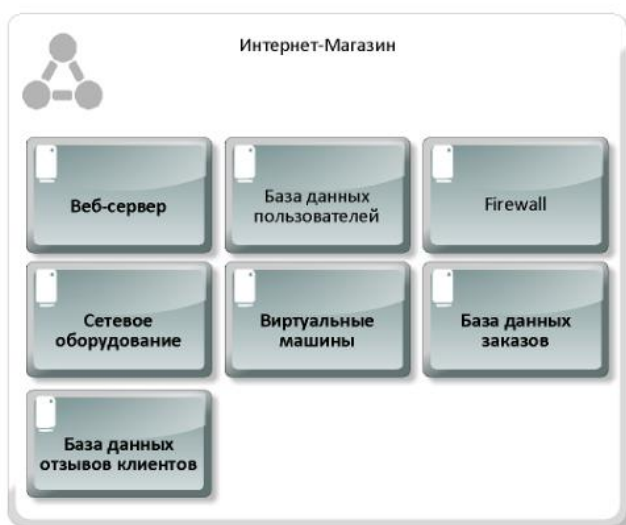 Интернет-Магазин
Веб-сервер
База данных
пользователей
Firewall
Сетевое
оборудование
Виртуальные
машины
База данных
заказов
База данных
отзывов клиентов